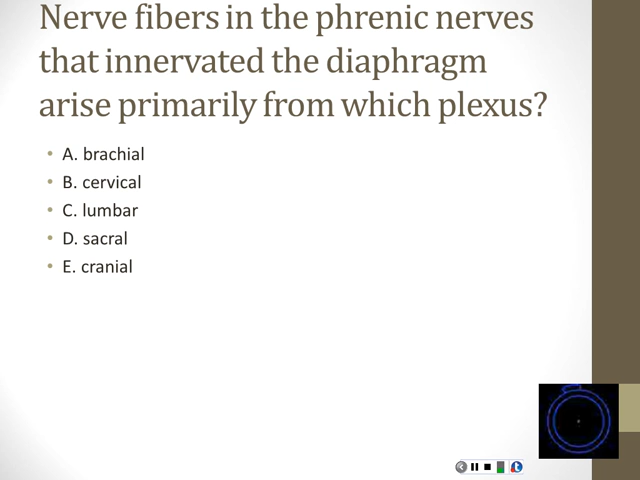 Nerve fibers in the phrenic nerves
that innervated the diaphragm
arise primarily from which plexus?
• A. brachial
• B. cervical
• C. lumbar
• D. sacral
• E. cranial